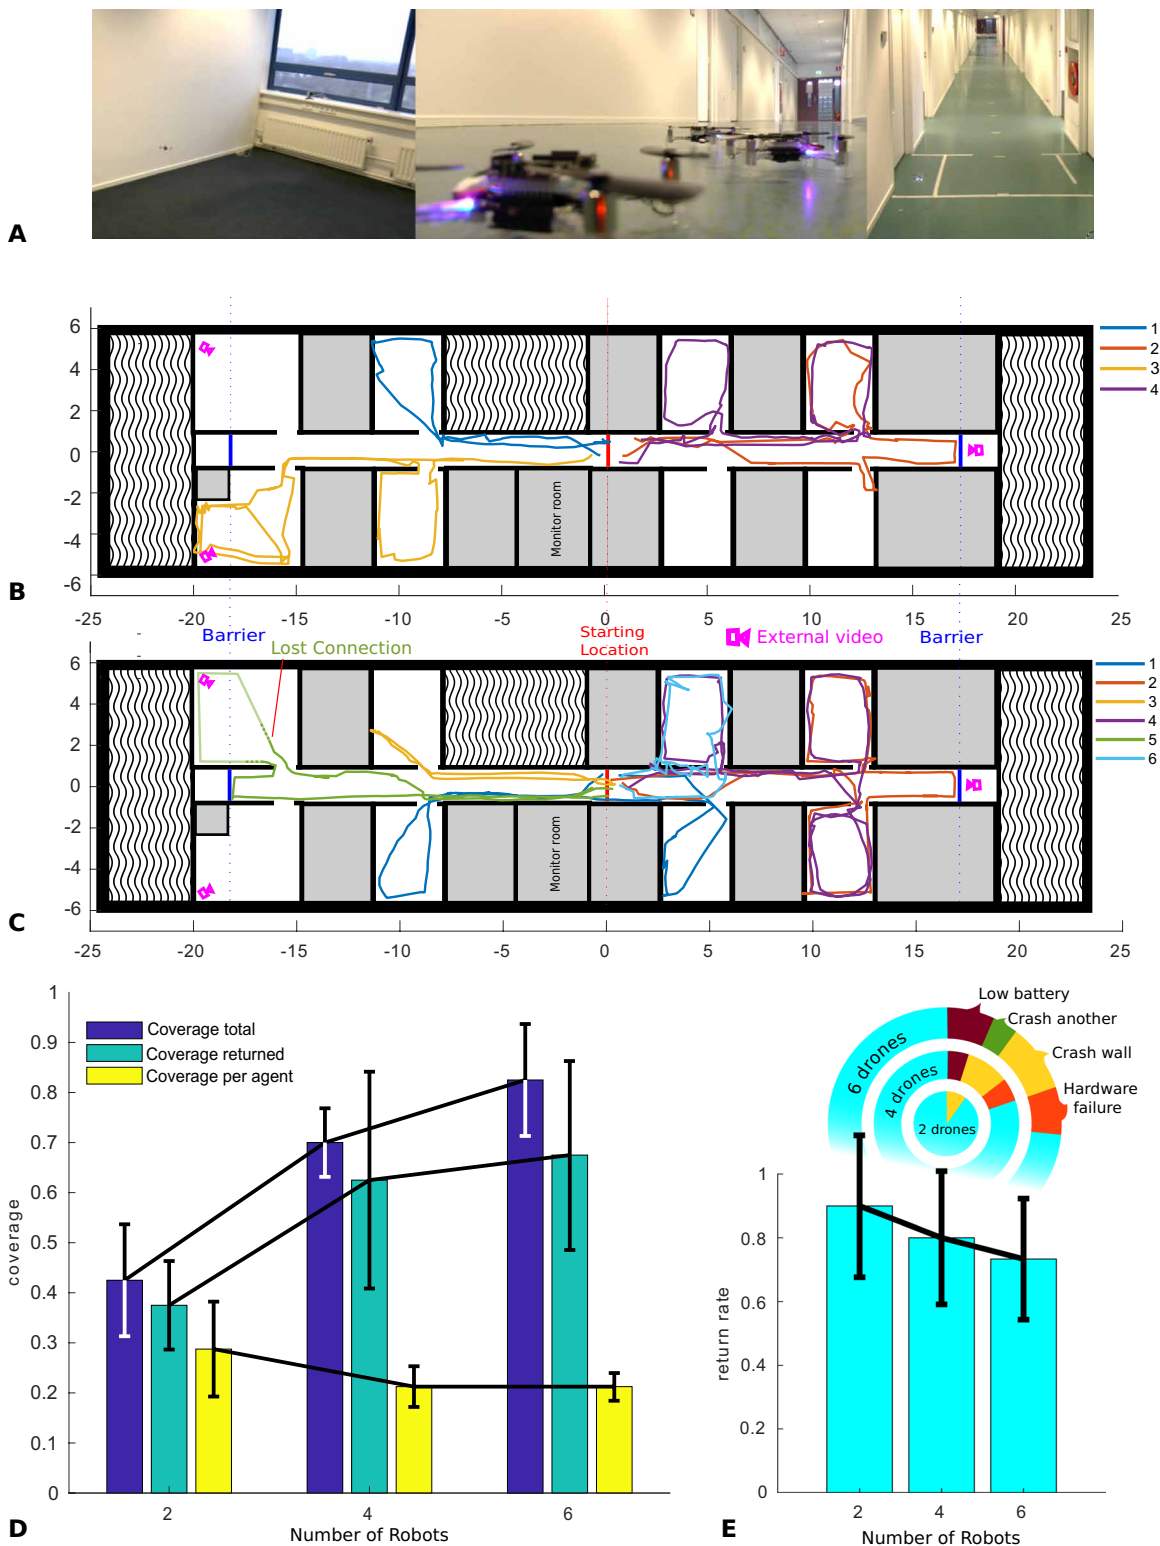 A
6
4
2
0
-2
-4
-6
Monitor room
1
2
3
4
B
-25
-20
-15
-10
-5
0
5
10
15
20
25
Barrier
Starting
Location
External video
Barrier
Lost Connection
6
4
2
0
-2
-4
-6
Monitor room
1
2
3
4
5
6
C
-25
-20
-15
-10
-5
0
5
10
15
20
25
1
0.9
0.8
0.7
0.6
0.5
0.4
0.3
0.2
0.1
0
coverage
Coverage total
Coverage returned
Coverage per agent
2
4
6
Number of Robots
D
Low battery
Crash another
Crash wall
Hardware
failure
6 drones
4 drones
2 drones
1
0.8
0.6
0.4
0.2
0
return rate
2
4
6
Number of Robots
E